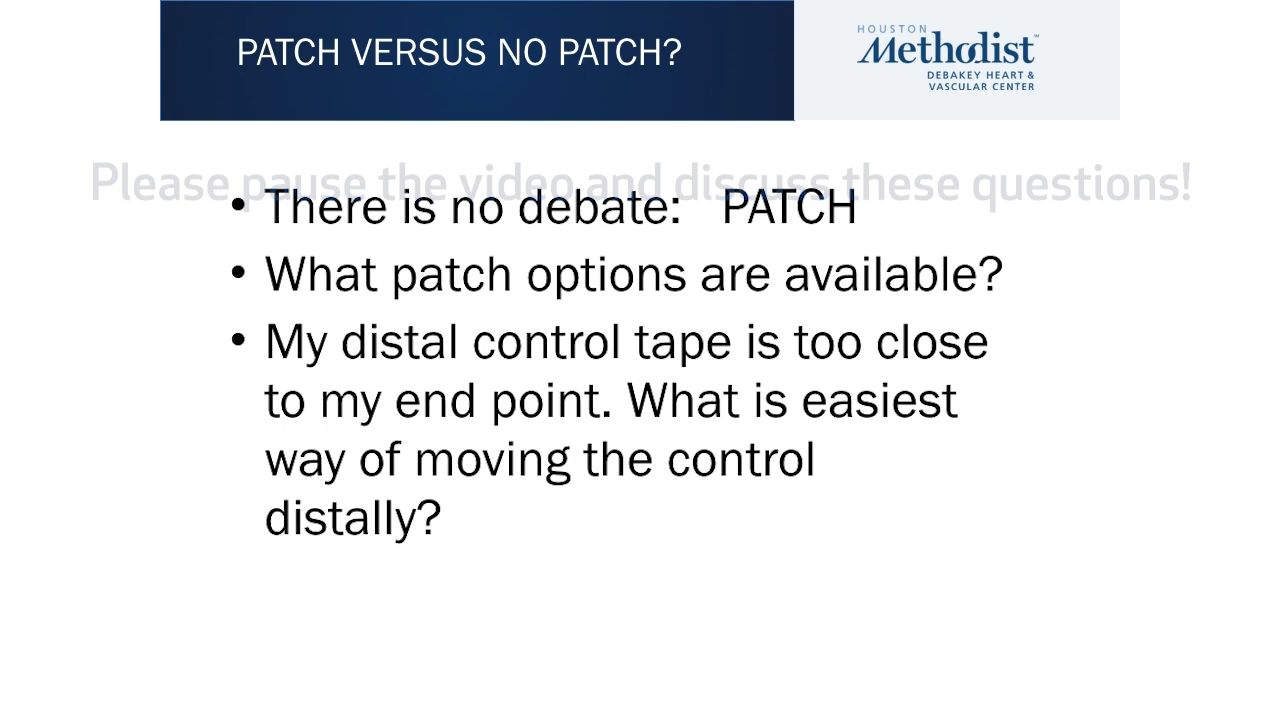 PATCH VERSUS NO PATCH?
HOUSTON
Methodist℠
DEBAKEY HEART &
VASCULAR CENTER
Please pause the video and discuss these questions!
• There is no debate: PATCH
• What patch options are available?
• My distal control tape is too close
to my end point. What is easiest
way of moving the control
distally?